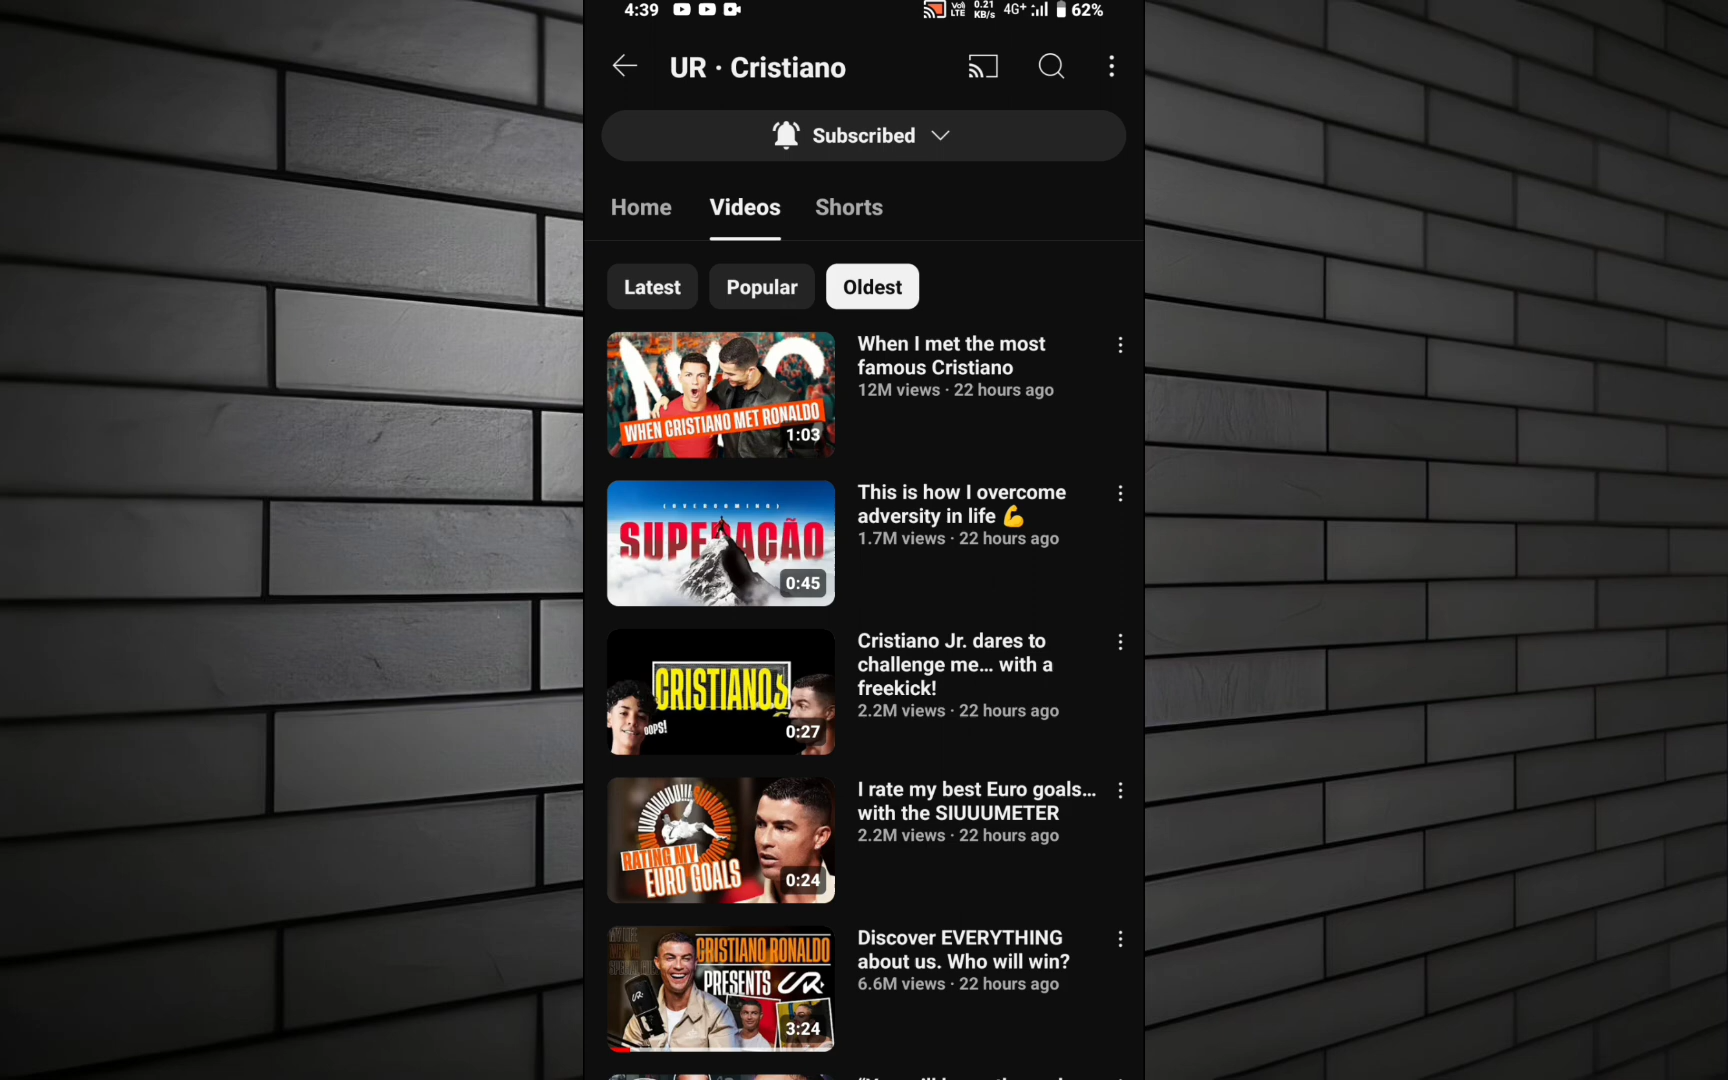 4:39
Vo) LTE 0.21 KB/s 4G+ 62%
UR · Cristiano
Subscribed
Home Videos Shorts
Latest Popular Oldest
WHEN CRISTIANO MET RONALDO
1:03
When I met the most
famous Cristiano
12M views · 22 hours ago
(OVERCOMING)
SUPERAÇÃO
0:45
This is how I overcome
adversity in life 💪
1.7M views · 22 hours ago
CRISTIANOS
OOPS!
0:27
Cristiano Jr. dares to
challenge me... with a
freekick!
2.2M views · 22 hours ago
RATING MY
EURO GOALS
0:24
I rate my best Euro goals...
with the SIUUUMETER
2.2M views · 22 hours ago
CRISTIANO RONALDO
PRESENTS UR
UR
3:24
Discover EVERYTHING
about us. Who will win?
6.6M views · 22 hours ago